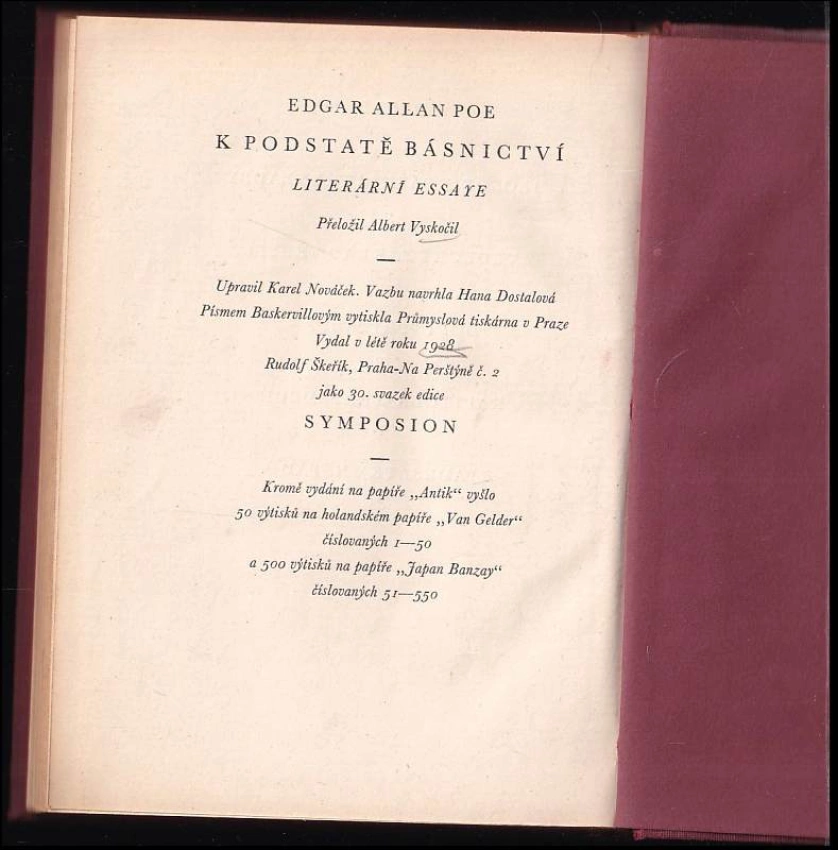 EDGAR ALLAN POE
K PODSTATĚ BÁSNICTVÍ
LITERÁRNÍ ESSAYE
Přeložil Albert Vyskočil
Upravil Karel Nováček. Vazbu navrhla Hana Dostalová
Písmem Baskervillovým vytiskla Průmyslová tiskárna v Praze
Vydal v létě roku 1928
Rudolf Škeřík, Praha-Na Perštýně č. 2
jako 30. svazek edice
SYMPOSION
Kromě vydání na papíře „Antik“ vyšlo
50 výtisků na holandském papíře „Van Gelder“
číslovaných 1—50
a 500 výtisků na papíře „Japan Banzay“
číslovaných 51—550